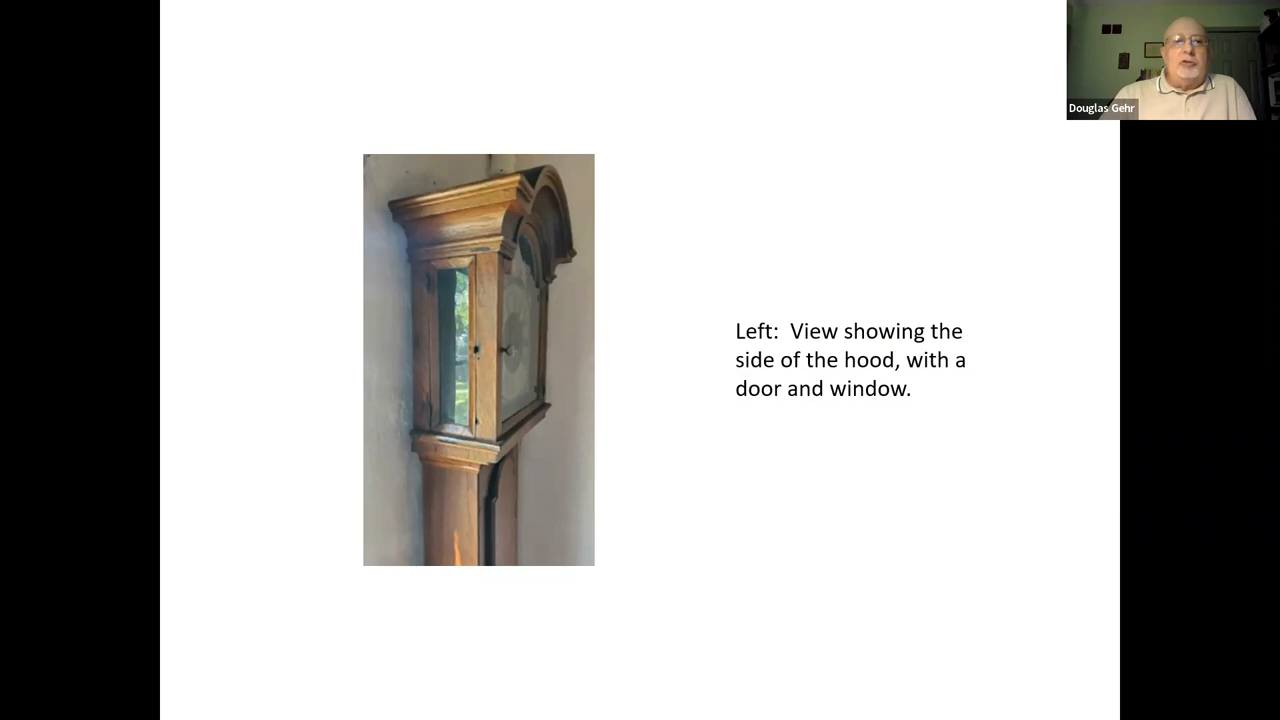 Douglas Gehr
Left:  View showing the
side of the hood, with a
door and window.